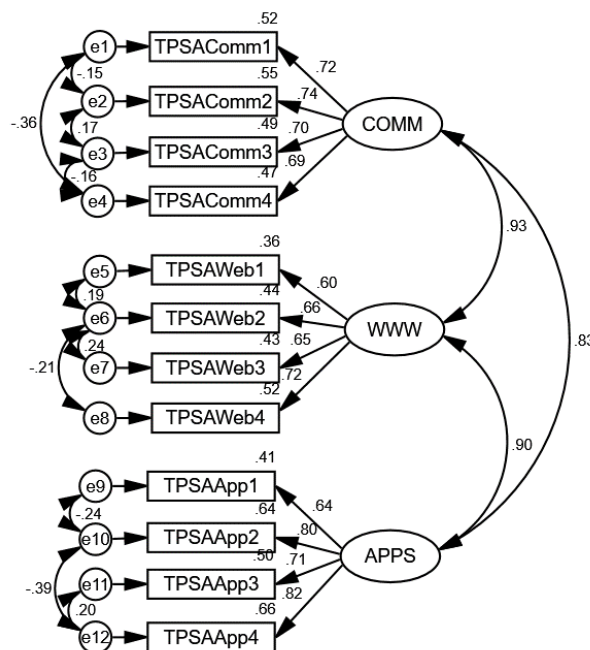 .52
e1 TPSAComm1
.72
-.15
.55
e2 TPSAComm2
.74
COMM
-.36
.17
.49
.70
e3 TPSAComm3
.69
-.16
.47
e4 TPSAComm4
.93
.36
e5 TPSAWeb1
.60
.19
.44
e6 TPSAWeb2
.66
WWW
.83
.24
.43
.65
e7 TPSAWeb3
.72
-.21
.52
e8 TPSAWeb4
.90
.41
e9 TPSAApp1
.64
-.24
.64
e10 TPSAApp2
.80
APPS
.50
.71
-.39
e11 TPSAApp3
.82
.20
.66
e12 TPSAApp4